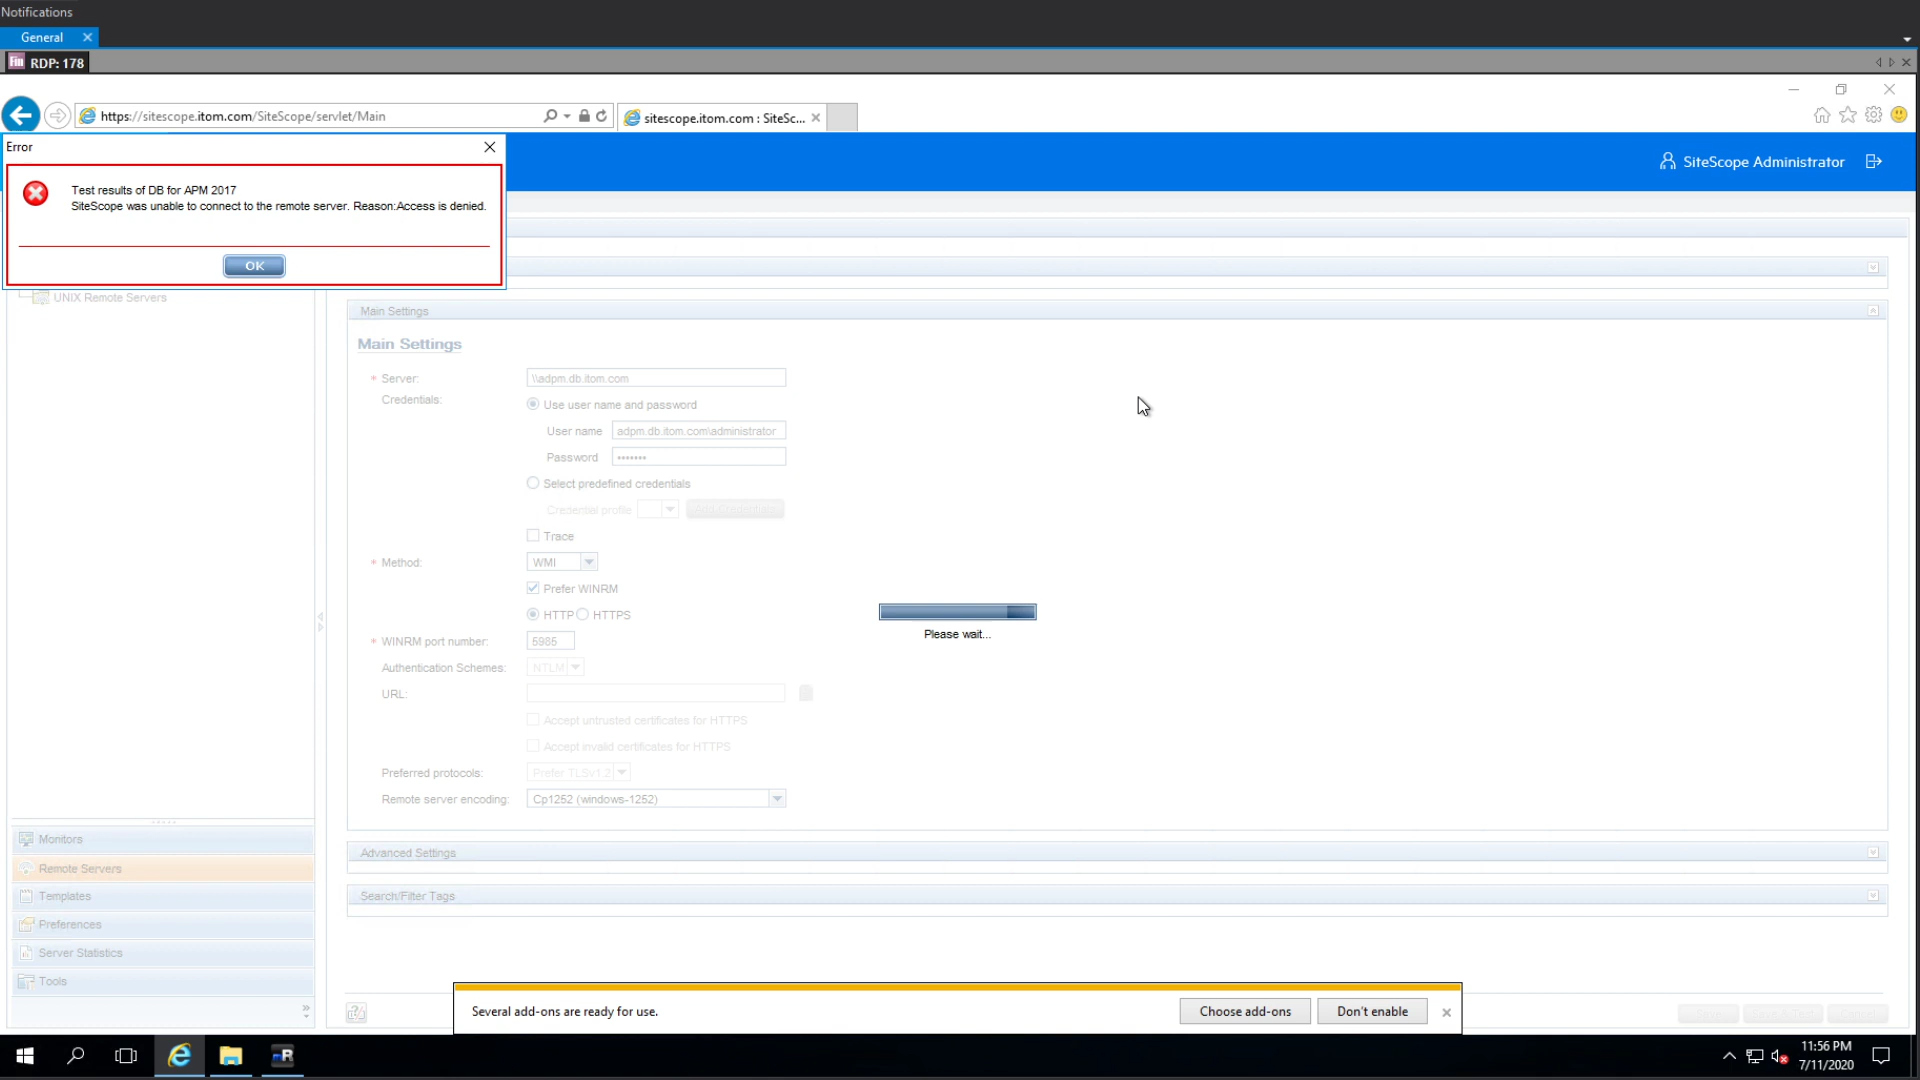 Notifications
General
Fin RDP: 178
https://sitescope.itom.com/SiteScope/servlet/Main
sitescope.itom.com : SiteSc...
Error
SiteScope Administrator
Test results of DB for APM 2017
SiteScope was unable to connect to the remote server. Reason:Access is denied.
OK
UNIX Remote Servers
Main Settings
Main Settings
* Server: \\adpm.db.itom.com
Credentials: Use user name and password
User name adpm.db.itom.com\administrator
Password •••••••
Select predefined credentials
Credential profile
Trace
* Method: WMI
Prefer WINRM
HTTP HTTPS
* WINRM port number: 5985
Authentication Schemes: NTLM
URL:
Accept untrusted certificates for HTTPS
Accept invalid certificates for HTTPS
Preferred protocols: Prefer TLSv1.2
Remote server encoding: Cp1252 (windows-1252)
Please wait...
Advanced Settings
Search/Filter Tags
Monitors
Remote Servers
Templates
Preferences
Server Statistics
Tools
Several add-ons are ready for use.
Choose add-ons
Don't enable
11:56 PM
7/11/2020